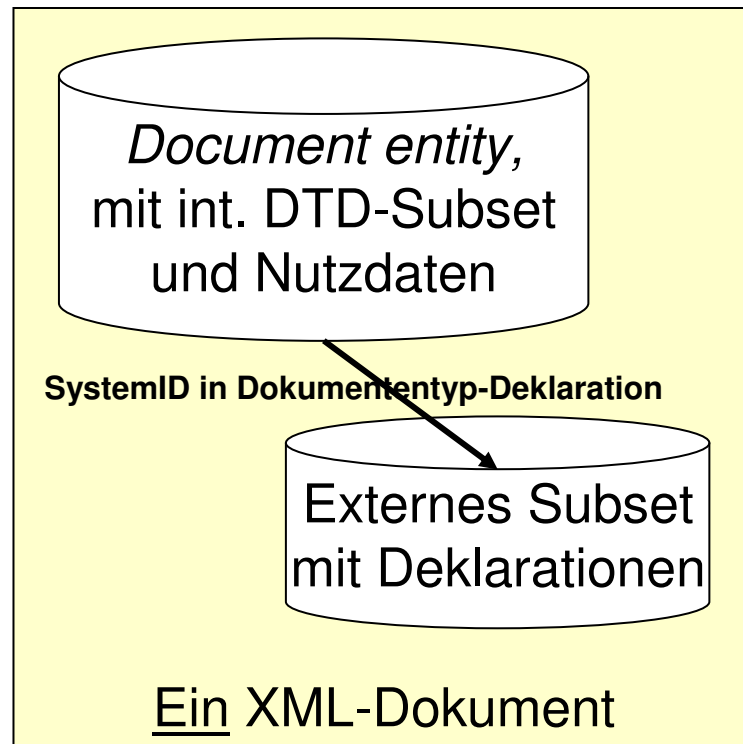 Document entity,
mit int. DTD-Subset
und Nutzdaten
SystemID in Dokumententyp-Deklaration
Externes Subset
mit Deklarationen
Ein XML-Dokument